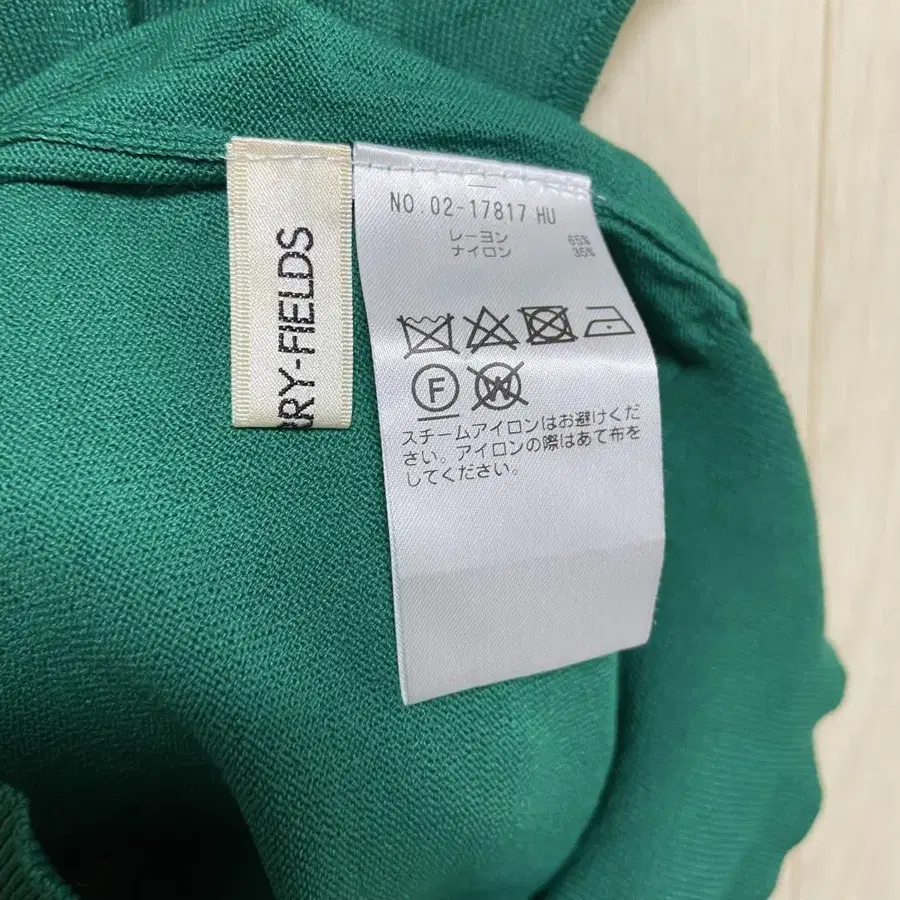 RRY-FIELDS
NO.02-17817 HU
レーヨン 65%
ナイロン 35%
F
W
スチームアイロンはお避けくだ
さい。アイロンの際はあて布を
してください。